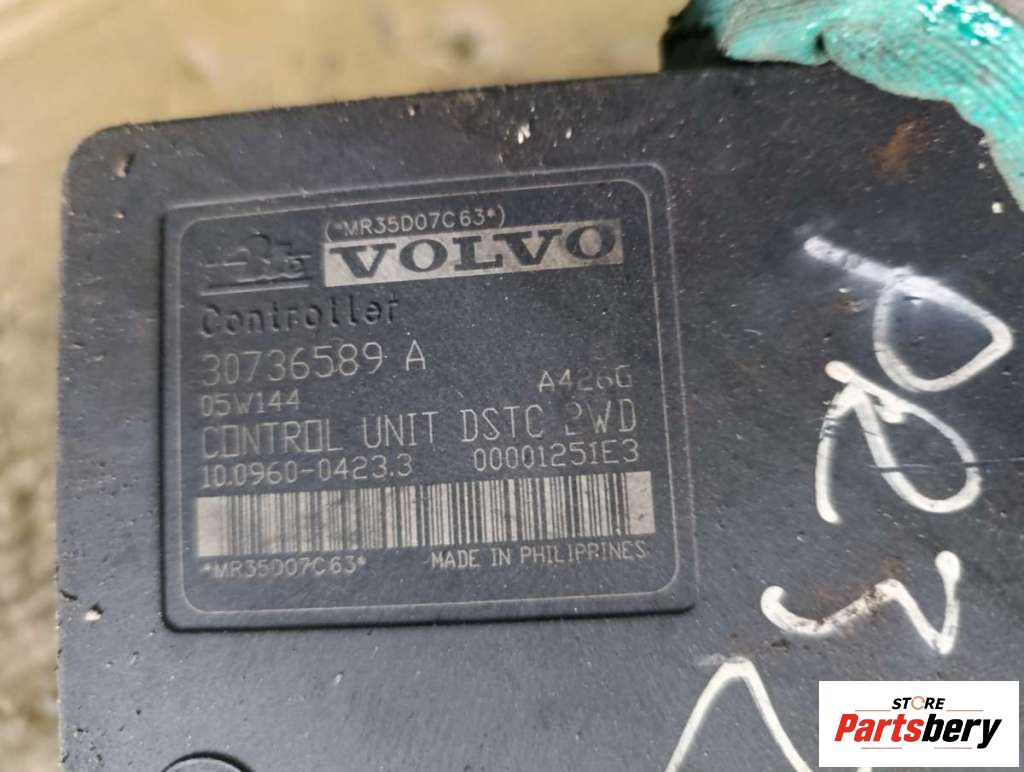 (*MR35D07C63*)
Ate VOLVO
Controller
30736589 A
05W144 A426G
CONTROL UNIT DSTC 2WD
10.0960-0423.3 00001251E3
*MR35D07C63* MADE IN PHILIPPINES
STORE
Partsbery